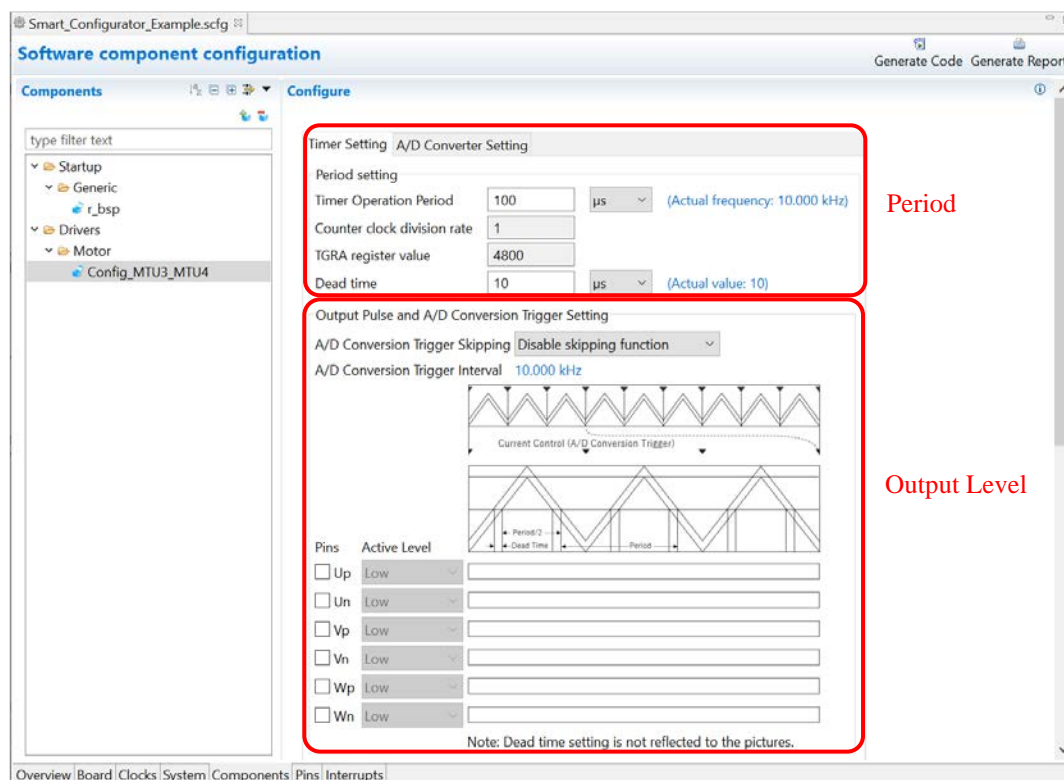 Smart_Configurator_Example.scfg
Software component configuration
Generate Code Generate Report
Components
Configure
type filter text
Startup
Generic
r_bsp
Drivers
Motor
Config_MTU3_MTU4
Timer Setting A/D Converter Setting
Period setting
Timer Operation Period 100 μs (Actual frequency: 10.000 kHz)
Counter clock division rate 1
TGRA register value 4800
Dead time 10 μs (Actual value: 10)
Period
Output Pulse and A/D Conversion Trigger Setting
A/D Conversion Trigger Skipping Disable skipping function
A/D Conversion Trigger Interval 10.000 kHz
Current Control (A/D Conversion Trigger)
Output Level
Period/2
Dead Time Period
Pins Active Level
Up Low
Un Low
Vp Low
Vn Low
Wp Low
Wn Low
Note: Dead time setting is not reflected to the pictures.
Overview Board Clocks System Components Pins Interrupts